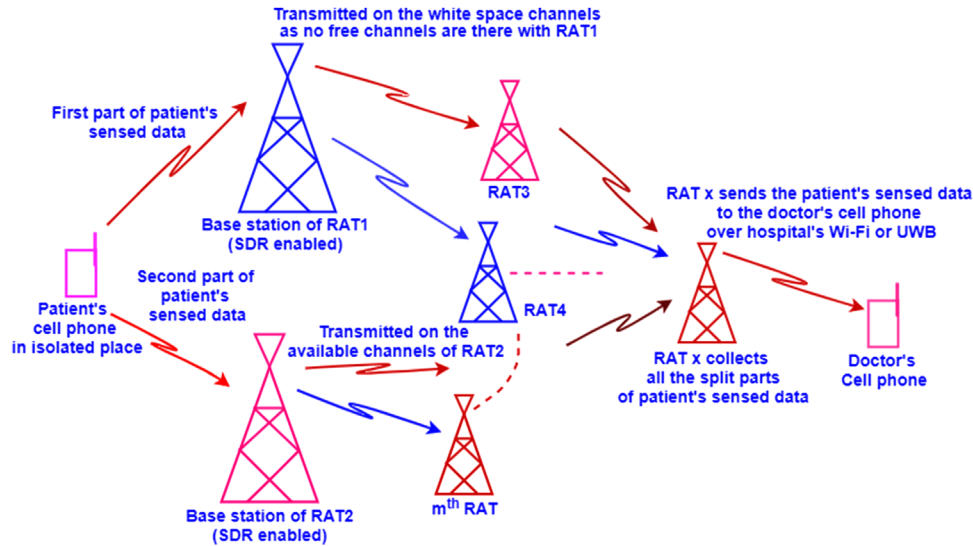 Transmitted on the white space channels
as no free channels are there with RAT1
First part of patient's
sensed data
RAT3
Base station of RAT1
(SDR enabled)
RAT x sends the patient's sensed data
to the doctor's cell phone
over hospital's Wi-Fi or UWB
Second part of
patient's
sensed data
Patient's
cell phone
in isolated place
RAT4
Transmitted on the
available channels of RAT2
RAT x collects
all the split parts
of patient's sensed data
Doctor's
Cell phone
mth RAT
Base station of RAT2
(SDR enabled)